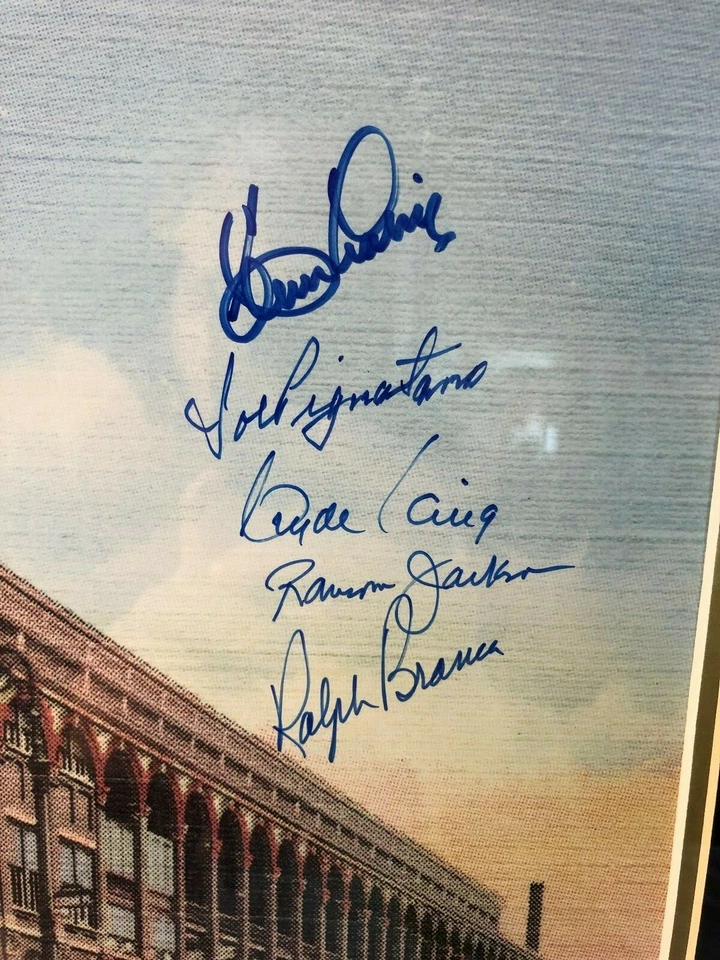 Joe Pignatano
Clyde King
Ransom Jackson
Ralph Branca